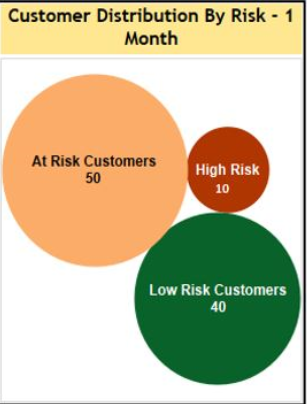 Customer Distribution By Risk - 1
Month
At Risk Customers
50
High Risk
10
Low Risk Customers
40